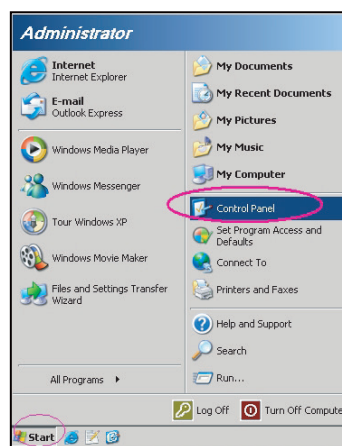 Administrator
Internet
Internet Explorer
E-mail
Outlook Express
Windows Media Player
Windows Messenger
Tour Windows XP
Windows Movie Maker
Files and Settings Transfer
Wizard
All Programs
My Documents
My Recent Documents
My Pictures
My Music
My Computer
Control Panel
Set Program Access and
Defaults
Connect To
Printers and Faxes
Help and Support
Search
Run...
Log Off
Turn Off Compute
Start